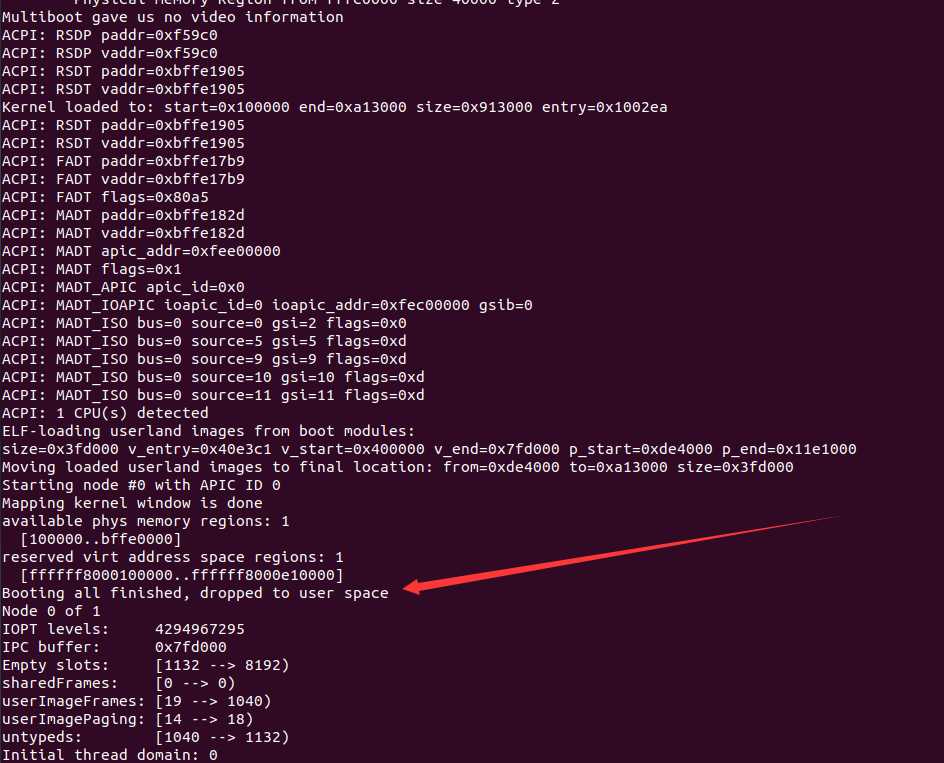 Physical Memory Region from fffc0000 size 40000 type 2
Multiboot gave us no video information
ACPI: RSDP paddr=0xf59c0
ACPI: RSDP vaddr=0xf59c0
ACPI: RSDT paddr=0xbffe1905
ACPI: RSDT vaddr=0xbffe1905
Kernel loaded to: start=0x100000 end=0xa13000 size=0x913000 entry=0x1002ea
ACPI: RSDT paddr=0xbffe1905
ACPI: RSDT vaddr=0xbffe1905
ACPI: FADT paddr=0xbffe17b9
ACPI: FADT vaddr=0xbffe17b9
ACPI: FADT flags=0x80a5
ACPI: MADT paddr=0xbffe182d
ACPI: MADT vaddr=0xbffe182d
ACPI: MADT apic_addr=0xfee00000
ACPI: MADT flags=0x1
ACPI: MADT_APIC apic_id=0x0
ACPI: MADT_IOAPIC ioapic_id=0 ioapic_addr=0xfec00000 gsib=0
ACPI: MADT_ISO bus=0 source=0 gsi=2 flags=0x0
ACPI: MADT_ISO bus=0 source=5 gsi=5 flags=0xd
ACPI: MADT_ISO bus=0 source=9 gsi=9 flags=0xd
ACPI: MADT_ISO bus=0 source=10 gsi=10 flags=0xd
ACPI: MADT_ISO bus=0 source=11 gsi=11 flags=0xd
ACPI: 1 CPU(s) detected
ELF-loading userland images from boot modules:
size=0x3fd000 v_entry=0x40e3c1 v_start=0x400000 v_end=0x7fd000 p_start=0xde4000 p_end=0x11e1000
Moving loaded userland images to final location: from=0xde4000 to=0xa13000 size=0x3fd000
Starting node #0 with APIC ID 0
Mapping kernel window is done
available phys memory regions: 1
  [100000..bffe0000]
reserved virt address space regions: 1
  [ffffff8000100000..ffffff8000e10000]
Booting all finished, dropped to user space
Node 0 of 1
IOPT levels:     4294967295
IPC buffer:      0x7fd000
Empty slots:     [1132 --> 8192)
sharedFrames:    [0 --> 0)
userImageFrames: [19 --> 1040)
userImagePaging: [14 --> 18)
untypeds:        [1040 --> 1132)
Initial thread domain: 0